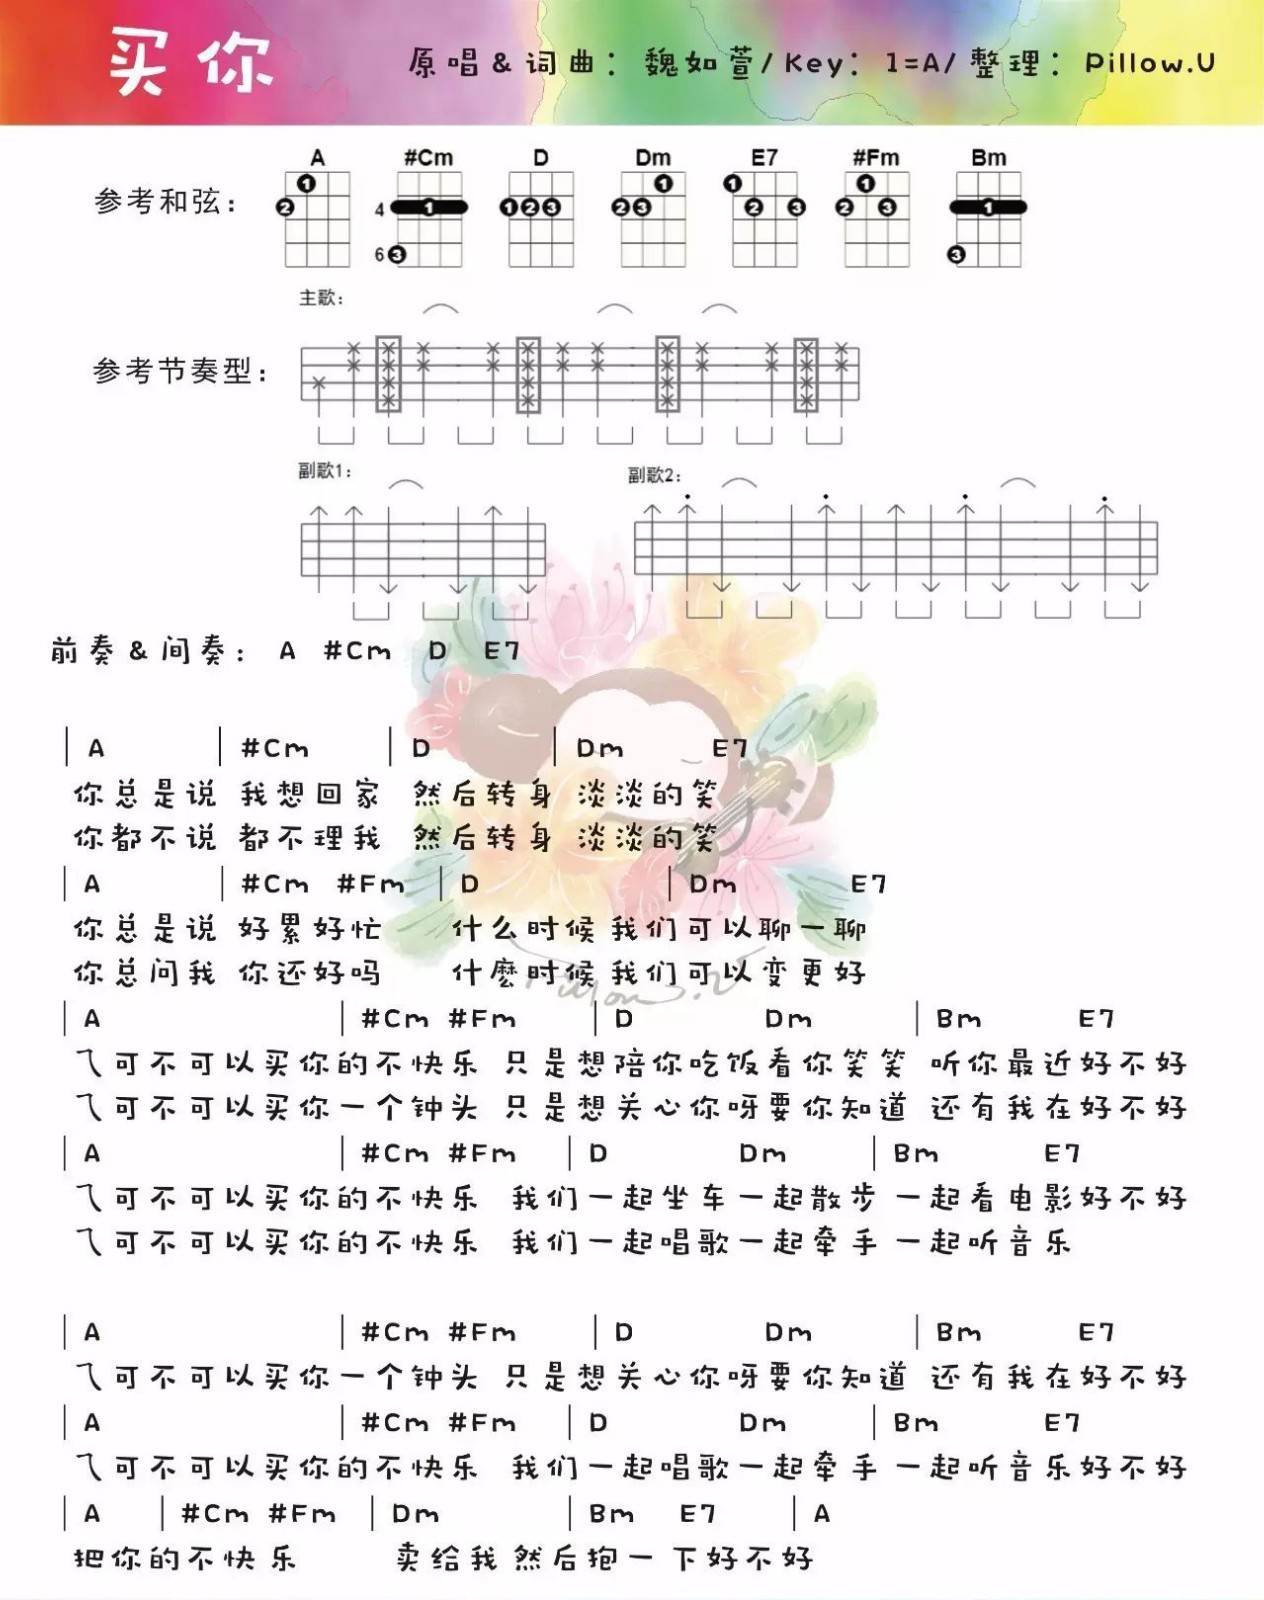 买你
原唱 & 词曲：魏如萱/Key：1=A/整理：Pillow.U
A #Cm D Dm E7 #Fm Bm
参考和弦：
1 2 4 1 6 3 1 2 3 2 3 1 1 2 3 2 1 3 1 3
主歌：
参考节奏型：
副歌1： 副歌2：
前奏 & 间奏： A #Cm D E7
| A | #Cm | D | Dm E7
你总是说 我想回家 然后转身 淡淡的笑
你都不说 都不理我 然后转身 淡淡的笑
| A | #Cm #Fm | D | Dm E7
你总是说 好累好忙 什么时候 我们可以聊一聊
你总问我 你还好吗 什麼时候 我们可以变更好
| A | #Cm #Fm | D Dm | Bm E7
乁可不可以买你的不快乐 只是想陪你吃饭看你笑笑 听你最近好不好
乁可不可以买你一个钟头 只是想关心你呀要你知道 还有我在好不好
| A | #Cm #Fm | D Dm | Bm E7
乁可不可以买你的不快乐 我们一起坐车一起散步 一起看电影好不好
乁可不可以买你的不快乐 我们一起唱歌一起牵手 一起听音乐
| A | #Cm #Fm | D Dm | Bm E7
乁可不可以买你一个钟头 只是想关心你呀要你知道 还有我在好不好
| A | #Cm #Fm | D Dm | Bm E7
乁可不可以买你的不快乐 我们一起唱歌一起牵手 一起听音乐好不好
| A | #Cm #Fm | Dm | Bm E7 | A
把你的不快乐 卖给我 然后抱一下好不好
Pillow.U